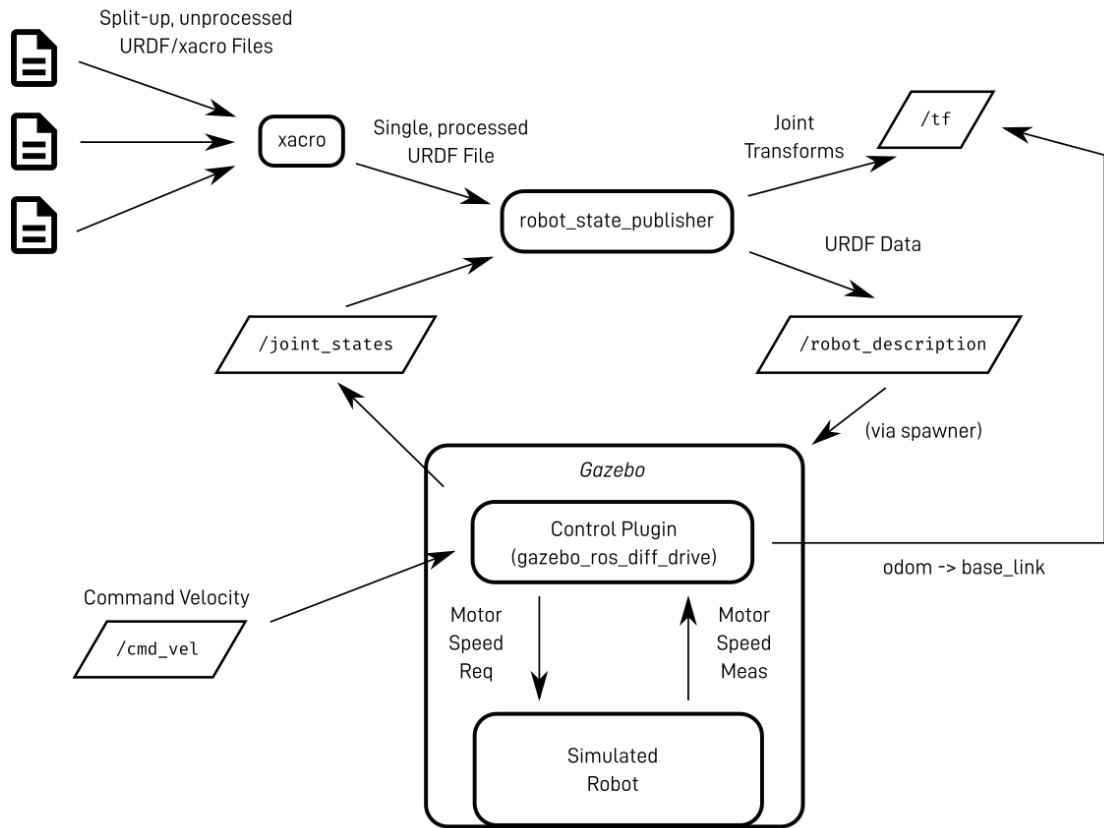 Split-up, unprocessed
URDF/xacro Files
xacro
Single, processed
URDF File
Joint
Transforms
/tf
robot_state_publisher
URDF Data
/joint_states
/robot_description
(via spawner)
Gazebo
Control Plugin
(gazebo_ros_diff_drive)
odom -> base_link
Command Velocity
/cmd_vel
Motor
Speed
Req
Motor
Speed
Meas
Simulated
Robot